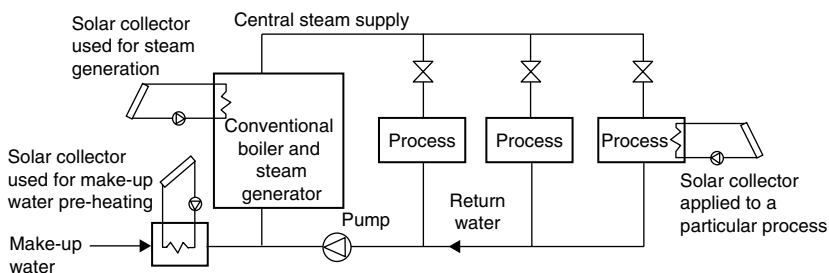 Solar collector
used for steam
generation
Central steam supply
Conventional
boiler and
steam
generator
Process
Process
Process
Solar collector
used for make-up
water pre-heating
Solar collector
applied to a
particular process
Return
water
Pump
Make-up
water